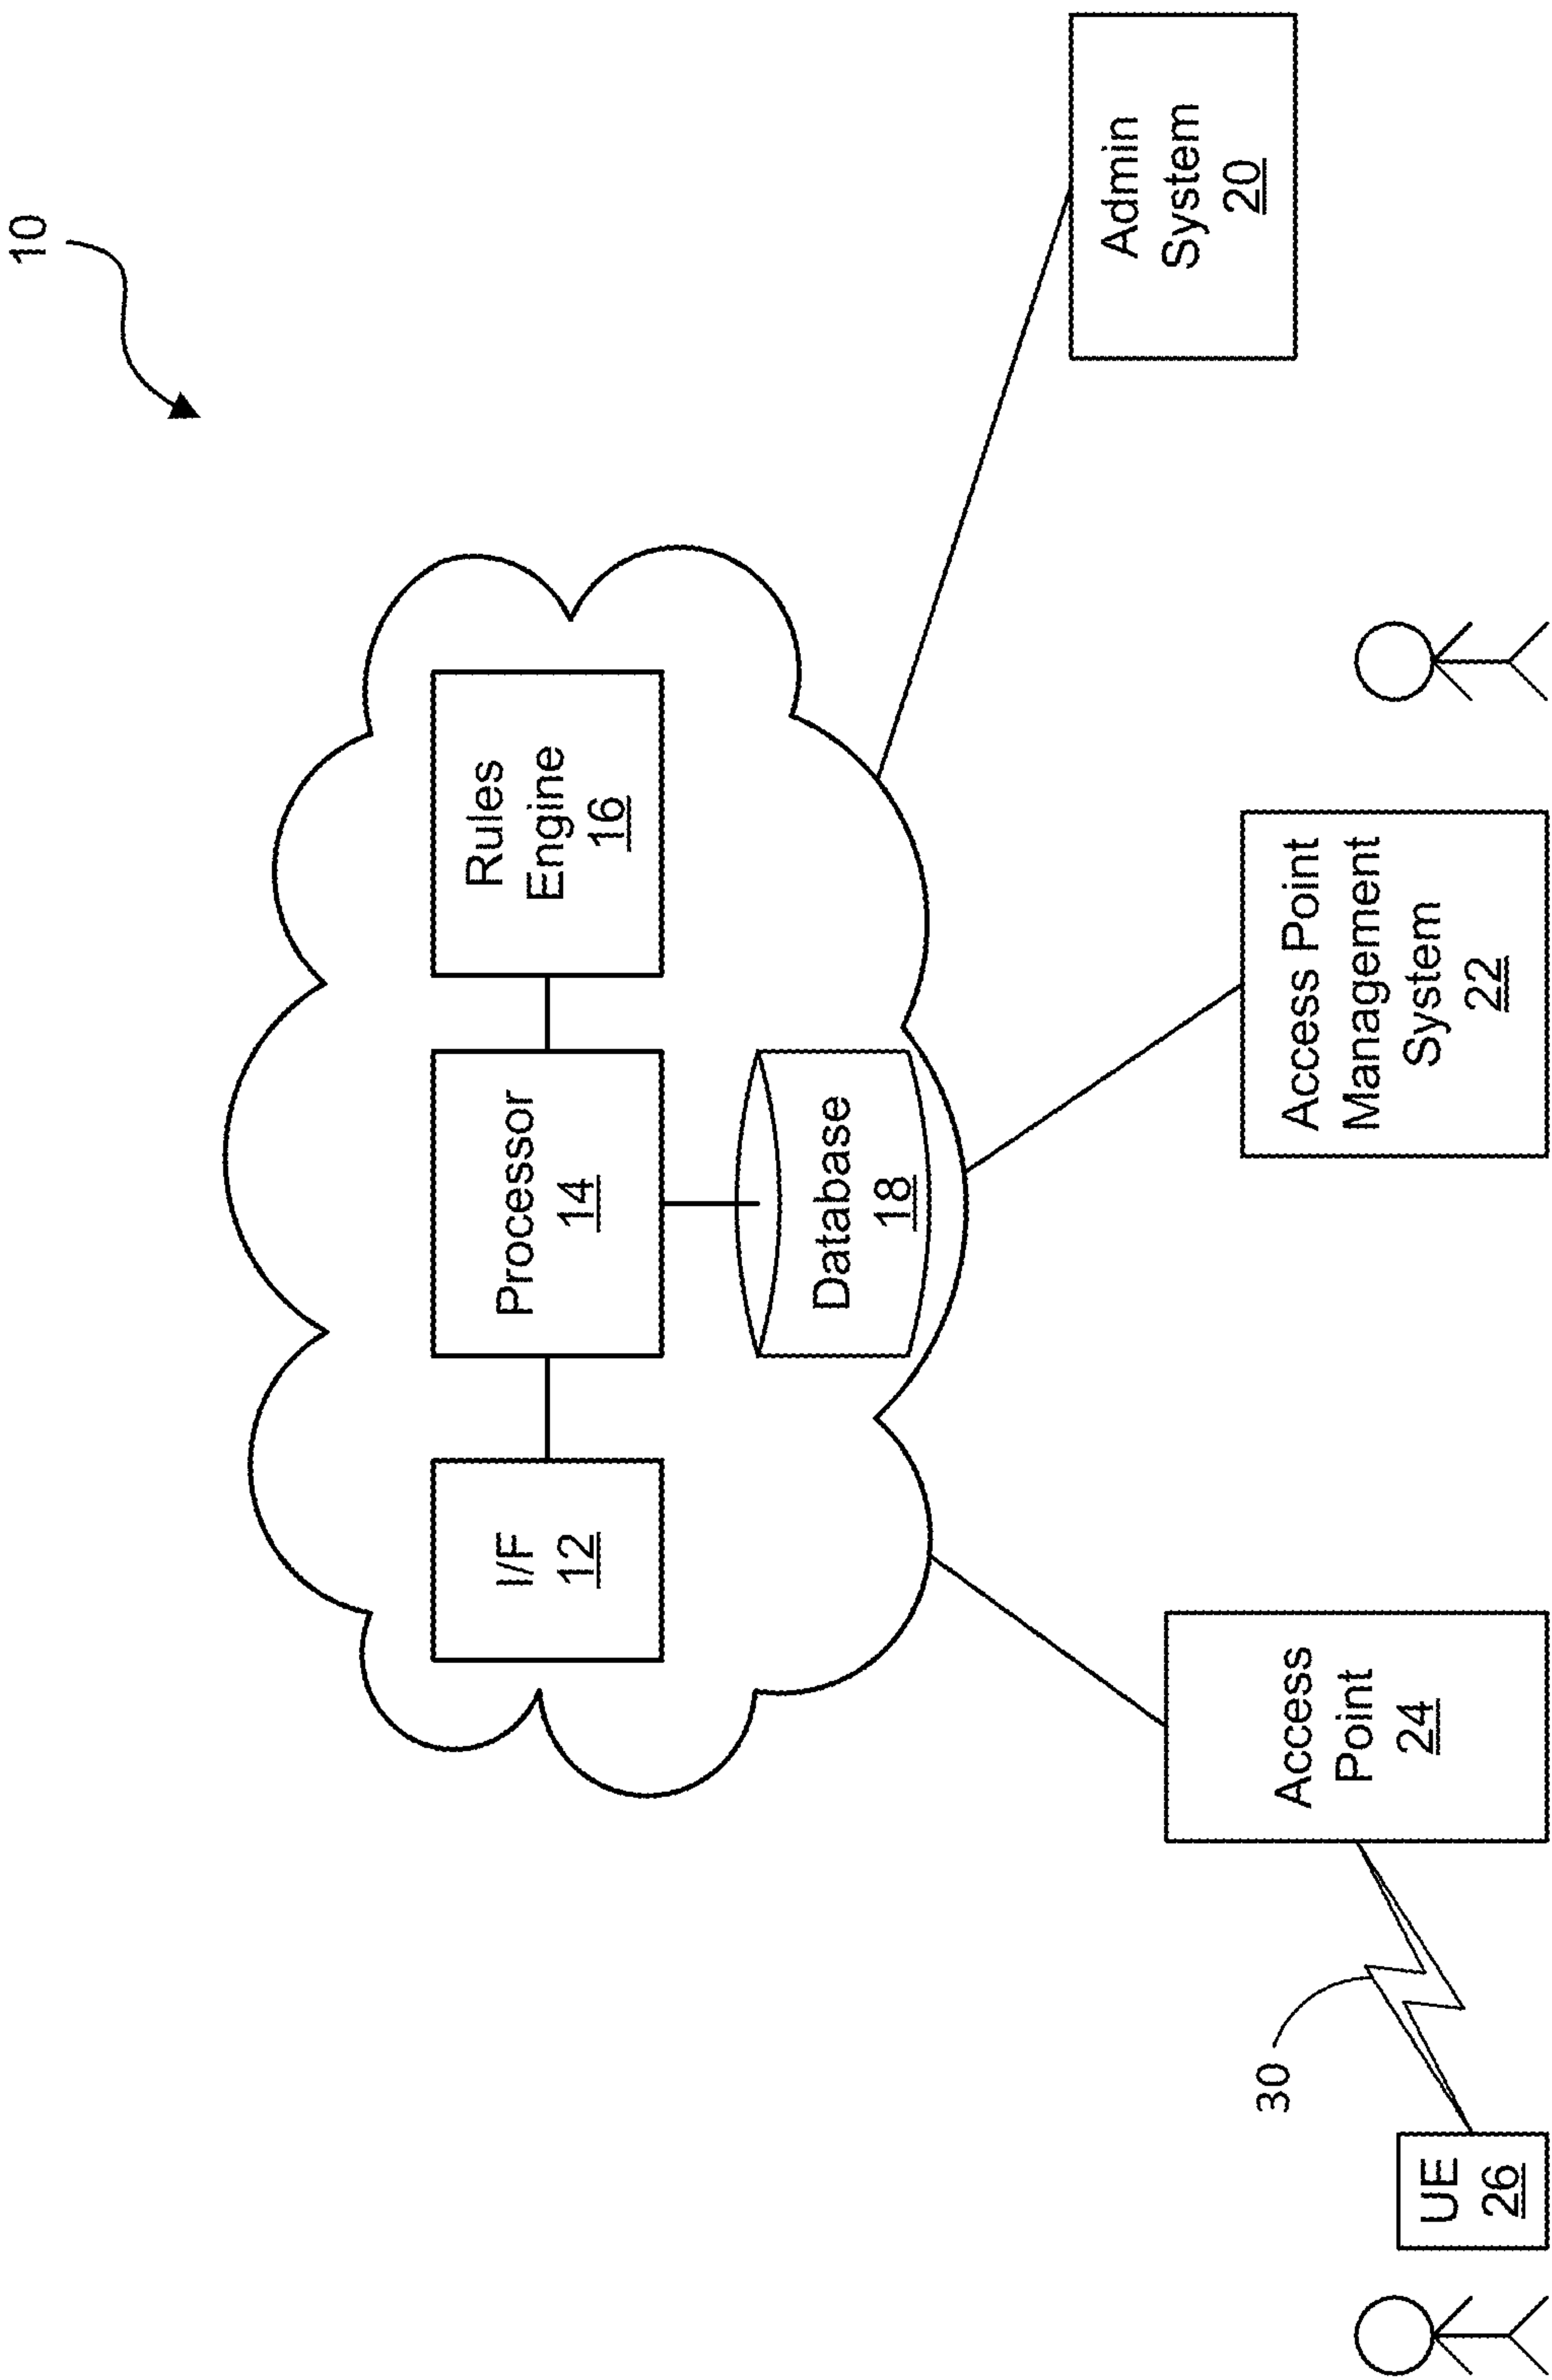 10
I/F
12
Processor
14
Rules
Engine
16
Database
18
Admin
System
20
Access Point
Management
System
22
Access
Point
24
30
UE
26